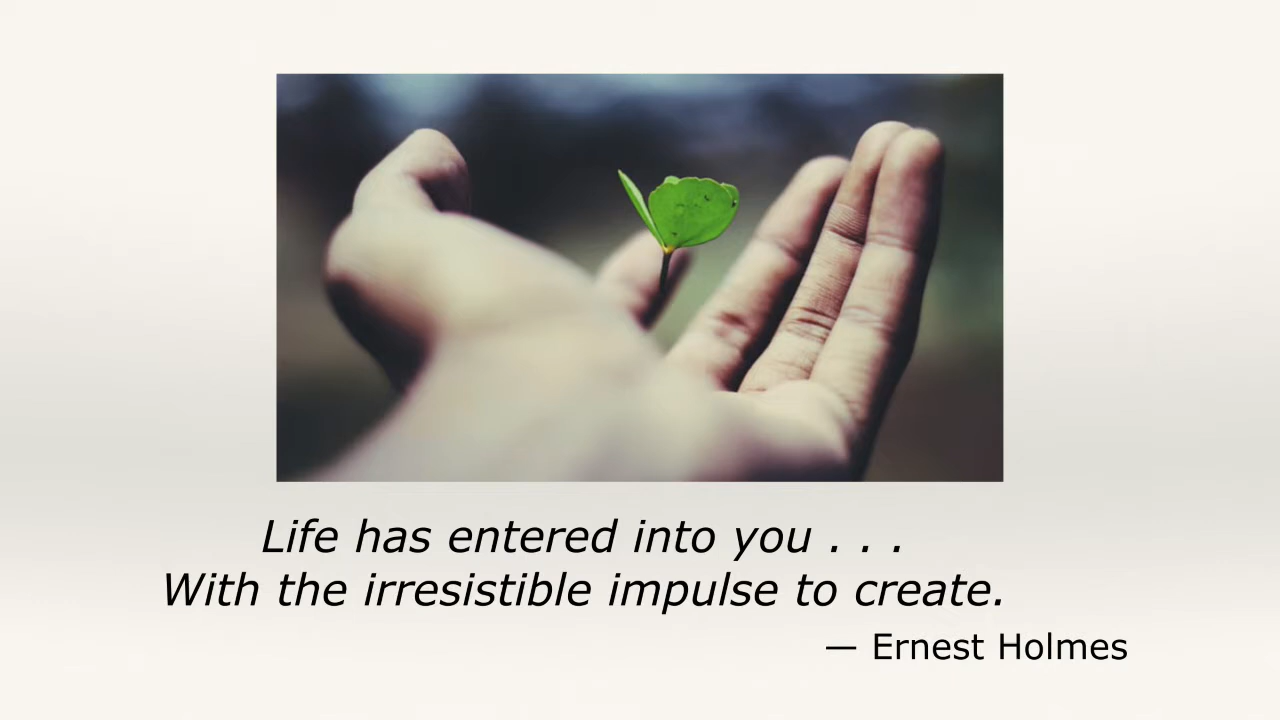 Life has entered into you . . .
With the irresistible impulse to create.
— Ernest Holmes